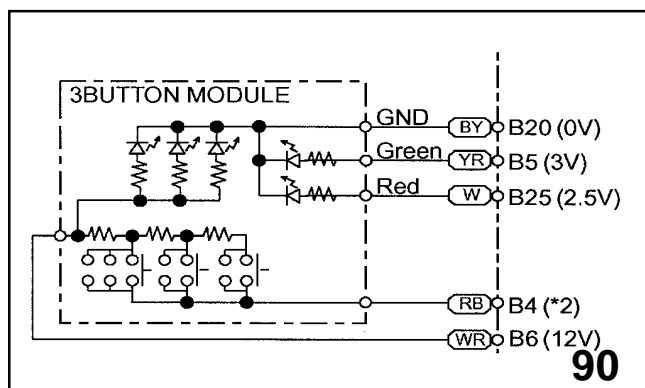 3BUTTON MODULE
GND BY B20 (0V)
Green YR B5 (3V)
Red W B25 (2.5V)
RB B4 (*2)
WR B6 (12V)
90